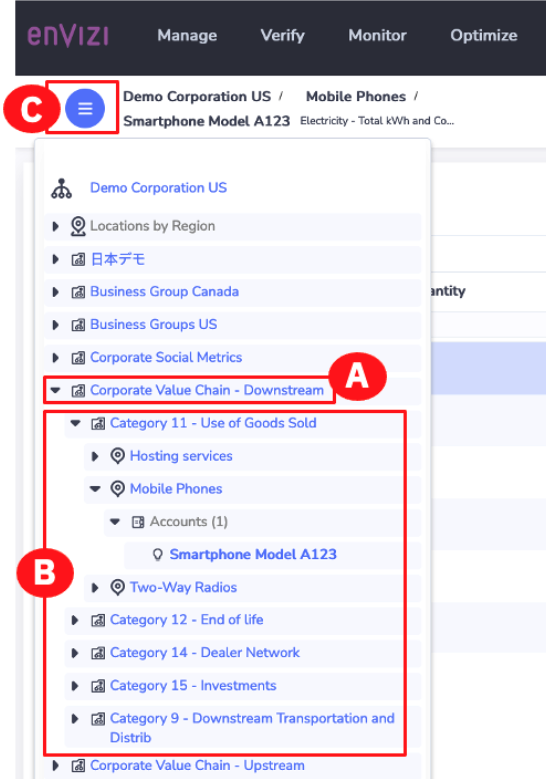 enVIZI Manage Verify Monitor Optimize
C
Demo Corporation US / Mobile Phones /
Smartphone Model A123 Electricity - Total kWh and Co...
Demo Corporation US
Locations by Region
日本デモ
Business Group Canada
antity
Business Groups US
Corporate Social Metrics
Corporate Value Chain - Downstream
A
Category 11 - Use of Goods Sold
Hosting services
Mobile Phones
Accounts (1)
Smartphone Model A123
B
Two-Way Radios
Category 12 - End of life
Category 14 - Dealer Network
Category 15 - Investments
Category 9 - Downstream Transportation and
Distrib
Corporate Value Chain - Upstream